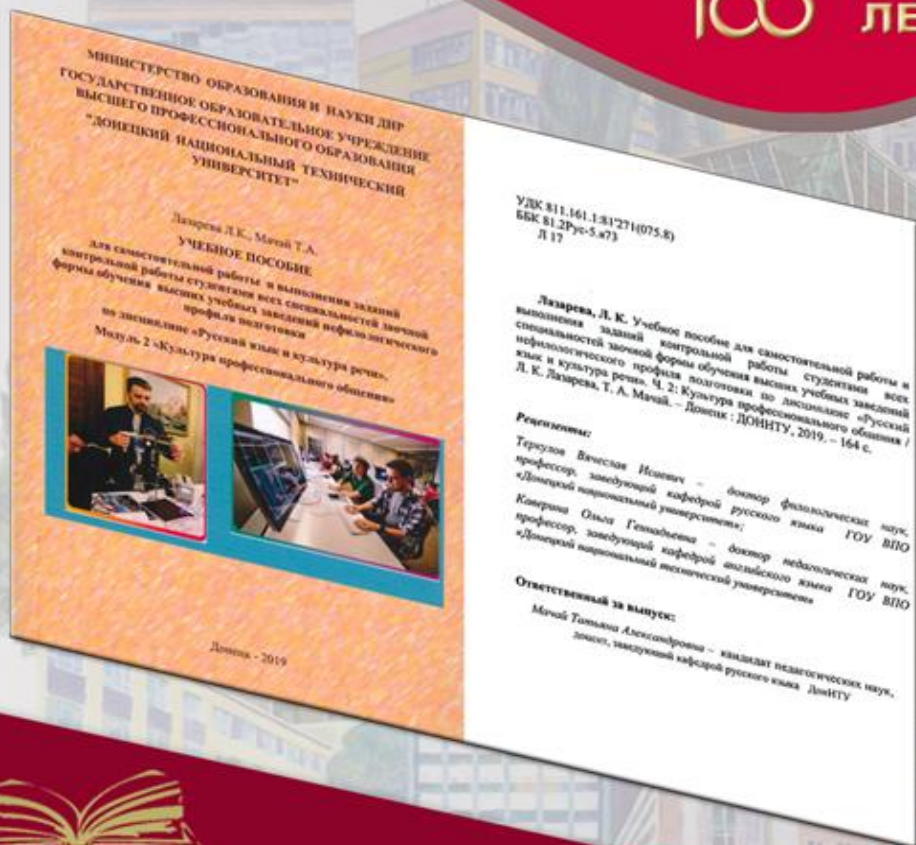 100 ЛЕ
МИНИСТЕРСТВО ОБРАЗОВАНИЯ И НАУКИ ДНР
ГОСУДАРСТВЕННОЕ ОБРАЗОВАТЕЛЬНОЕ УЧРЕЖДЕНИЕ
ВЫСШЕГО ПРОФЕССИОНАЛЬНОГО ОБРАЗОВАНИЯ
"ДОНЕЦКИЙ НАЦИОНАЛЬНЫЙ ТЕХНИЧЕСКИЙ
УНИВЕРСИТЕТ"
Лазарева Л.К., Мачай Т.А.
УЧЕБНОЕ ПОСОБИЕ
для самостоятельной работы и выполнения заданий
контрольной работы студентами всех специальностей заочной
формы обучения высших учебных заведений нефилологического
профиля подготовки
по дисциплине «Русский язык и культура речи».
Модуль 2 «Культура профессионального общения»
Донецк - 2019
УДК 811.161.1:81'271(075.8)
ББК 81.2Рус-5.я73
Л 17
Лазарева, Л. К. Учебное пособие для самостоятельной работы и
выполнения заданий контрольной работы студентами всех
специальностей заочной формы обучения высших учебных заведений
нефилологического профиля подготовки по дисциплине «Русский
язык и культура речи». Ч. 2: Культура профессионального общения /
Л. К. Лазарева, Т. А. Мачай. – Донецк : ДОННТУ, 2019. – 164 с.
Рецензенты:
Теркулов Вячеслав Исаевич – доктор филологических наук,
профессор, заведующий кафедрой русского языка ГОУ ВПО
«Донецкий национальный университет»;
Каверина Ольга Геннадьевна – доктор педагогических наук,
профессор, заведующий кафедрой английского языка ГОУ ВПО
«Донецкий национальный технический университет»
Ответственный за выпуск:
Мачай Татьяна Александровна – кандидат педагогических наук,
доцент, заведующий кафедрой русского языка ДонНТУ